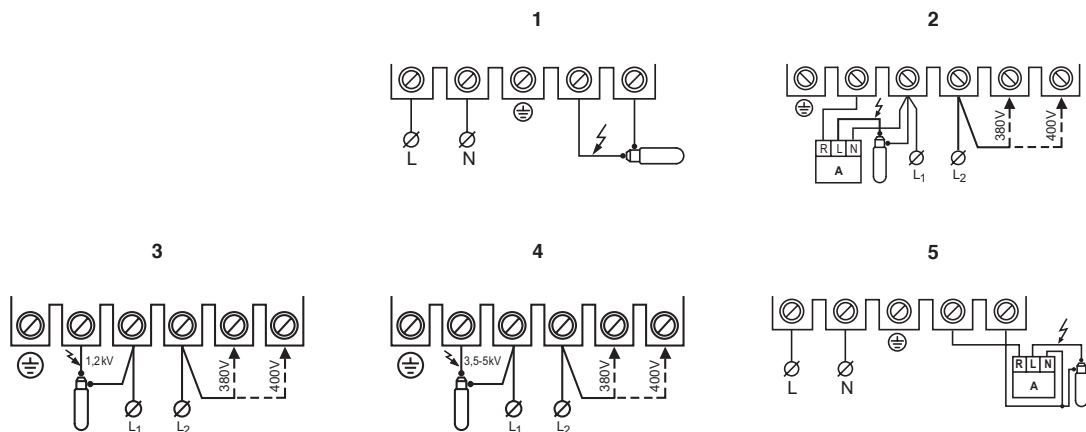 1
L N
2
R L N
A
L1 L2
380V 400V
3
1,2kV
L1 L2
380V 400V
4
3,5-5kV
L1 L2
380V 400V
5
L N
R L N
A